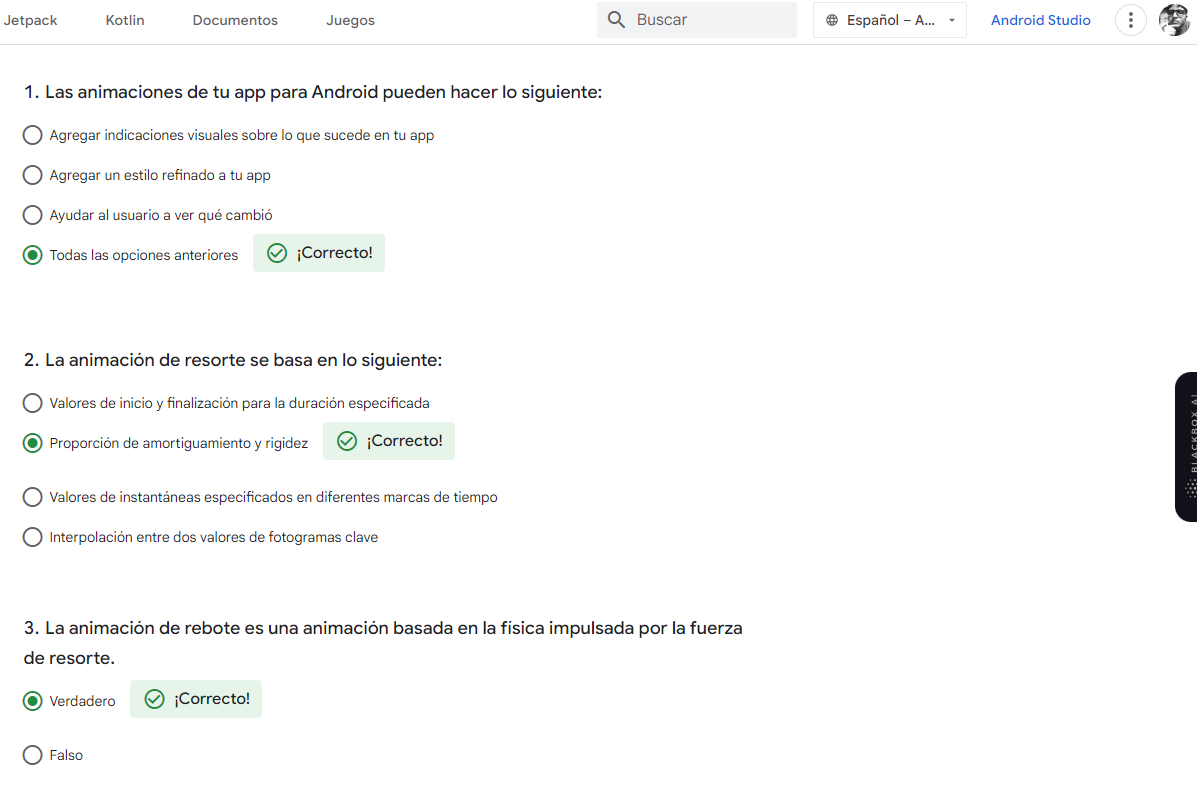 Jetpack Kotlin Documentos Juegos Buscar Español – A... Android Studio
1. Las animaciones de tu app para Android pueden hacer lo siguiente:
Agregar indicaciones visuales sobre lo que sucede en tu app
Agregar un estilo refinado a tu app
Ayudar al usuario a ver qué cambió
Todas las opciones anteriores ¡Correcto!
2. La animación de resorte se basa en lo siguiente:
Valores de inicio y finalización para la duración especificada
Proporción de amortiguamiento y rigidez ¡Correcto!
BLACKBOX AI
Valores de instantáneas especificados en diferentes marcas de tiempo
Interpolación entre dos valores de fotogramas clave
3. La animación de rebote es una animación basada en la física impulsada por la fuerza
de resorte.
Verdadero ¡Correcto!
Falso